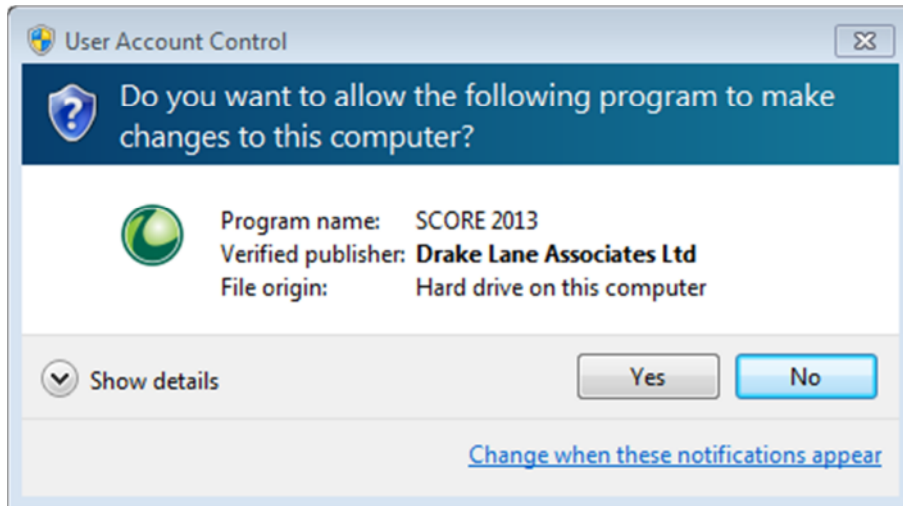 User Account Control
Do you want to allow the following program to make
changes to this computer?
Program name: SCORE 2013
Verified publisher: Drake Lane Associates Ltd
File origin: Hard drive on this computer
Show details
Yes
No
Change when these notifications appear